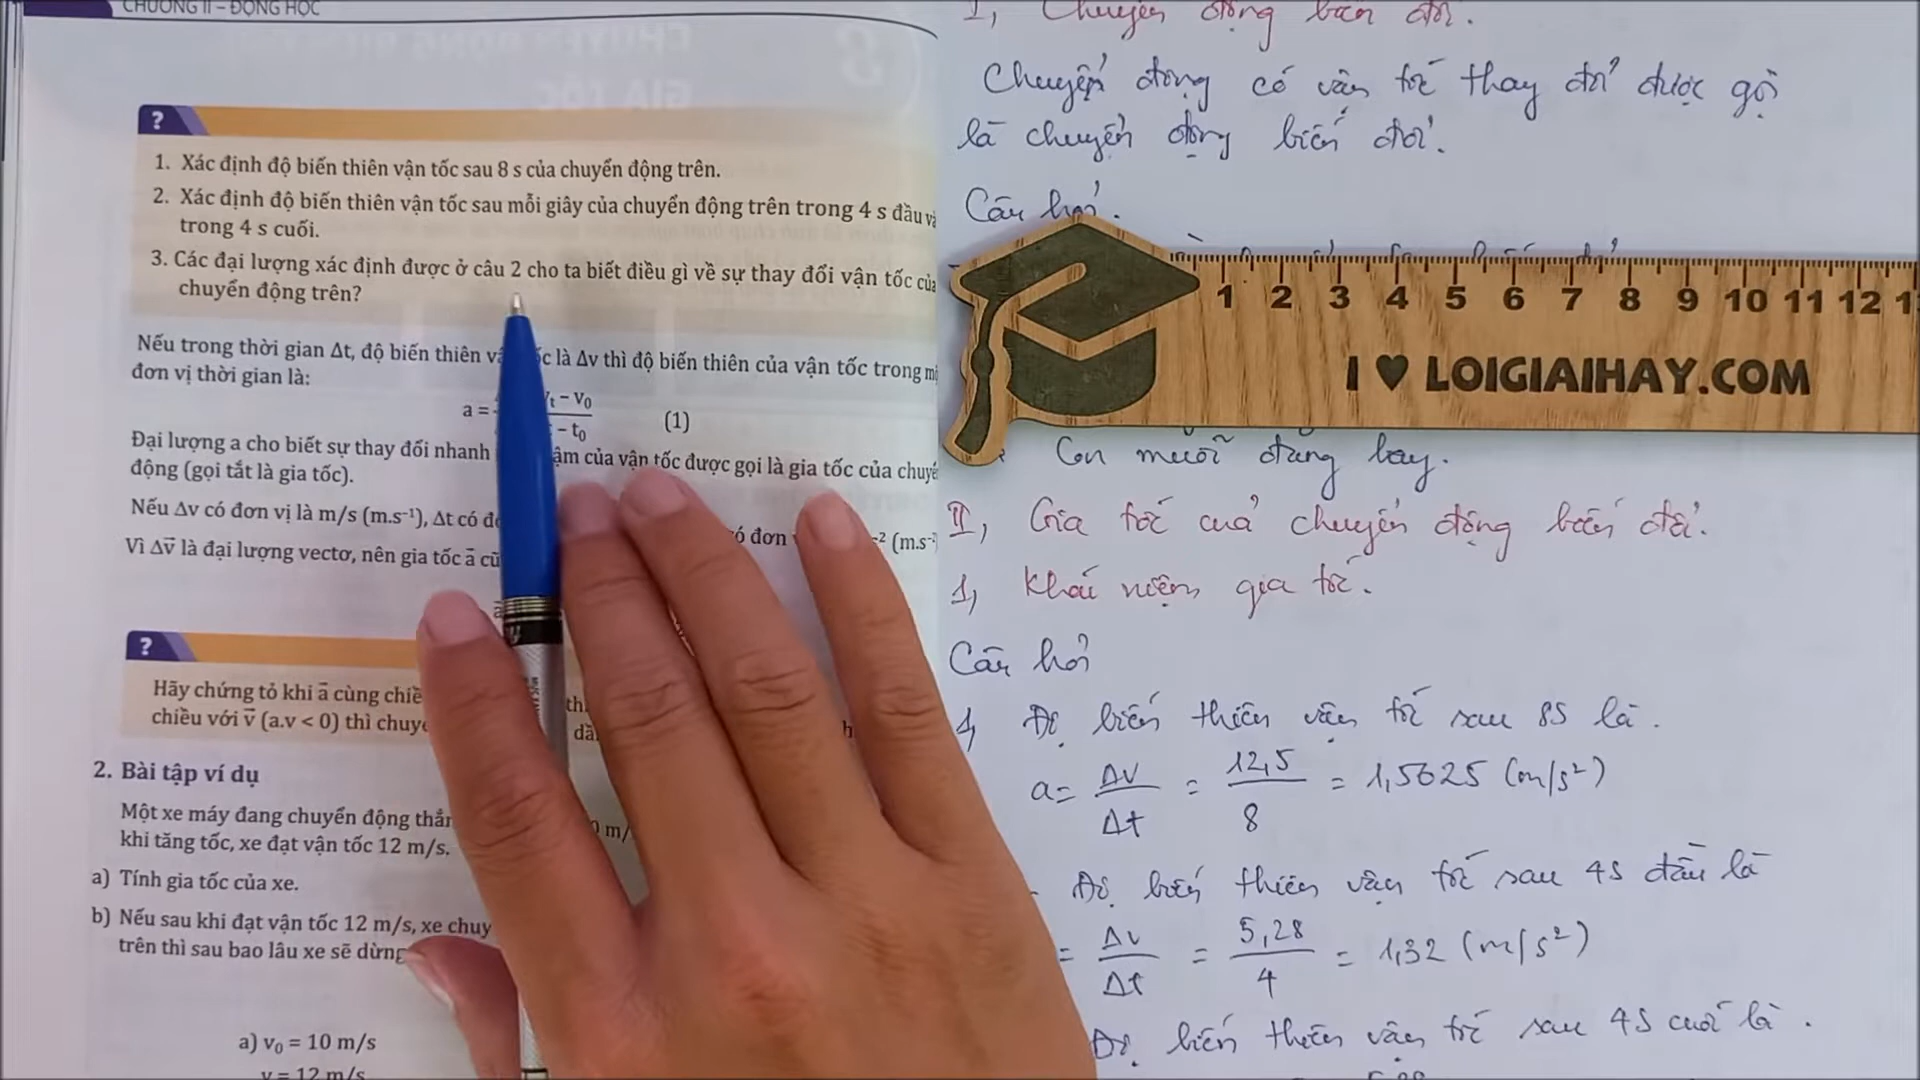 CHƯƠNG II – ĐỘNG HỌC
?
1. Xác định độ biến thiên vận tốc sau 8 s của chuyển động trên.
2. Xác định độ biến thiên vận tốc sau mỗi giây của chuyển động trên trong 4 s đầu
trong 4 s cuối.
3. Các đại lượng xác định được ở câu 2 cho ta biết điều gì về sự thay đổi vận tốc của
chuyển động trên?
Nếu trong thời gian Δt, độ biến thiên là Δv thì độ biến thiên của vận tốc trong
đơn vị thời gian là:
a = – v₀ (1)
– t₀
Đại lượng a cho biết sự thay đổi nhanh của vận tốc được gọi là gia tốc của
động (gọi tắt là gia tốc).
Nếu Δv có đơn vị là m/s (m.s⁻¹), Δt có đơn
Vì Δv⃗ là đại lượng vectơ, nên gia tốc a⃗
?
Hãy chứng tỏ khi a⃗ cùng
chiều với v⃗ (a.v < 0) thì
2. Bài tập ví dụ
Một xe máy đang chuyển động m/
khi tăng tốc, xe đạt vận tốc 12 m/s.
a) Tính gia tốc của xe.
b) Nếu sau khi đạt vận tốc 12 m/s, xe
trên thì sau bao lâu xe sẽ dừng
a) v₀ = 10 m/s
v = 12 m/s
I, Chuyển động biến đổi.
Chuyển động có vận tốc thay đổi được gọi
là chuyển động biến đổi.
Câu hỏi.
1 2 3 4 5 6 7 8 9 10 11 12
I ♥ LOIGIAIHAY.COM
Con muỗi đang bay.
II, Gia tốc của chuyển động biến đổi.
1, Khái niệm gia tốc.
Câu hỏi
1, Độ biến thiên vận tốc sau 8s là.
a = Δv/Δt = 12,5/8 = 1,5625 (m/s²)
- Độ biến thiên vận tốc sau 4s đầu là
= Δv/Δt = 5,28/4 = 1,32 (m/s²)
Độ biến thiên vận tốc sau 4s cuối là.